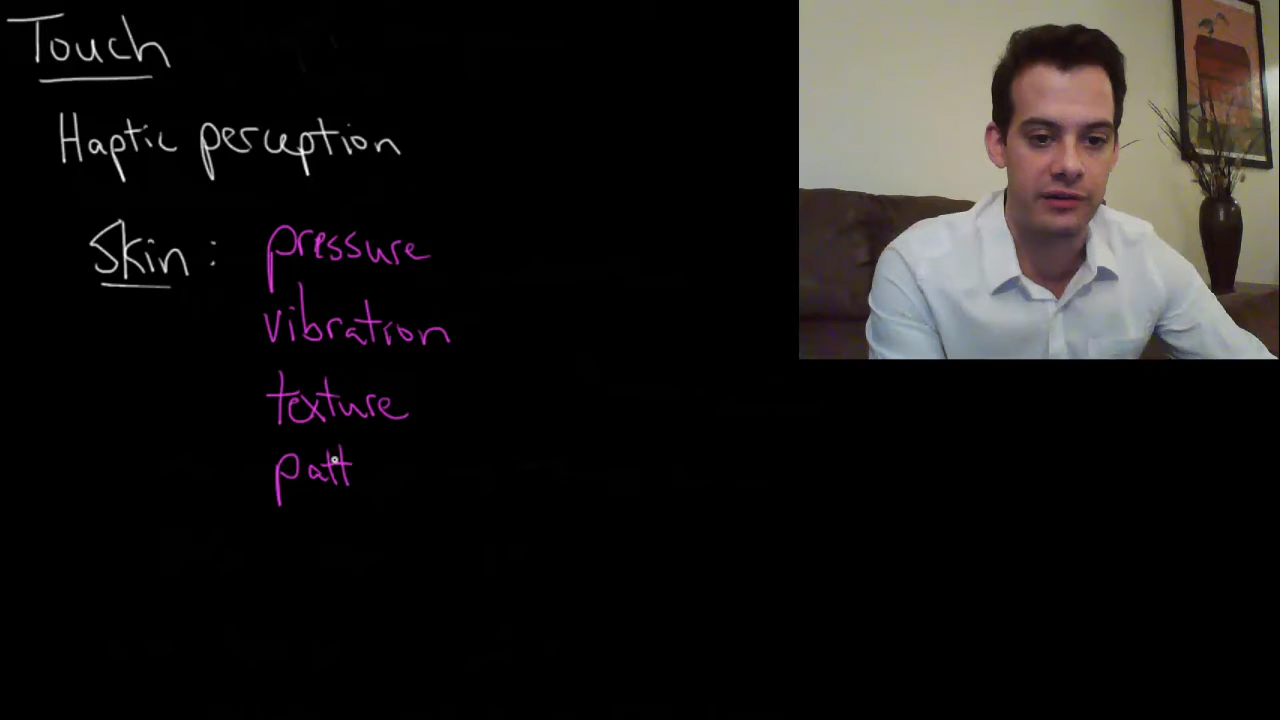 Touch
Haptic perception
Skin: pressure
vibration
texture
patt